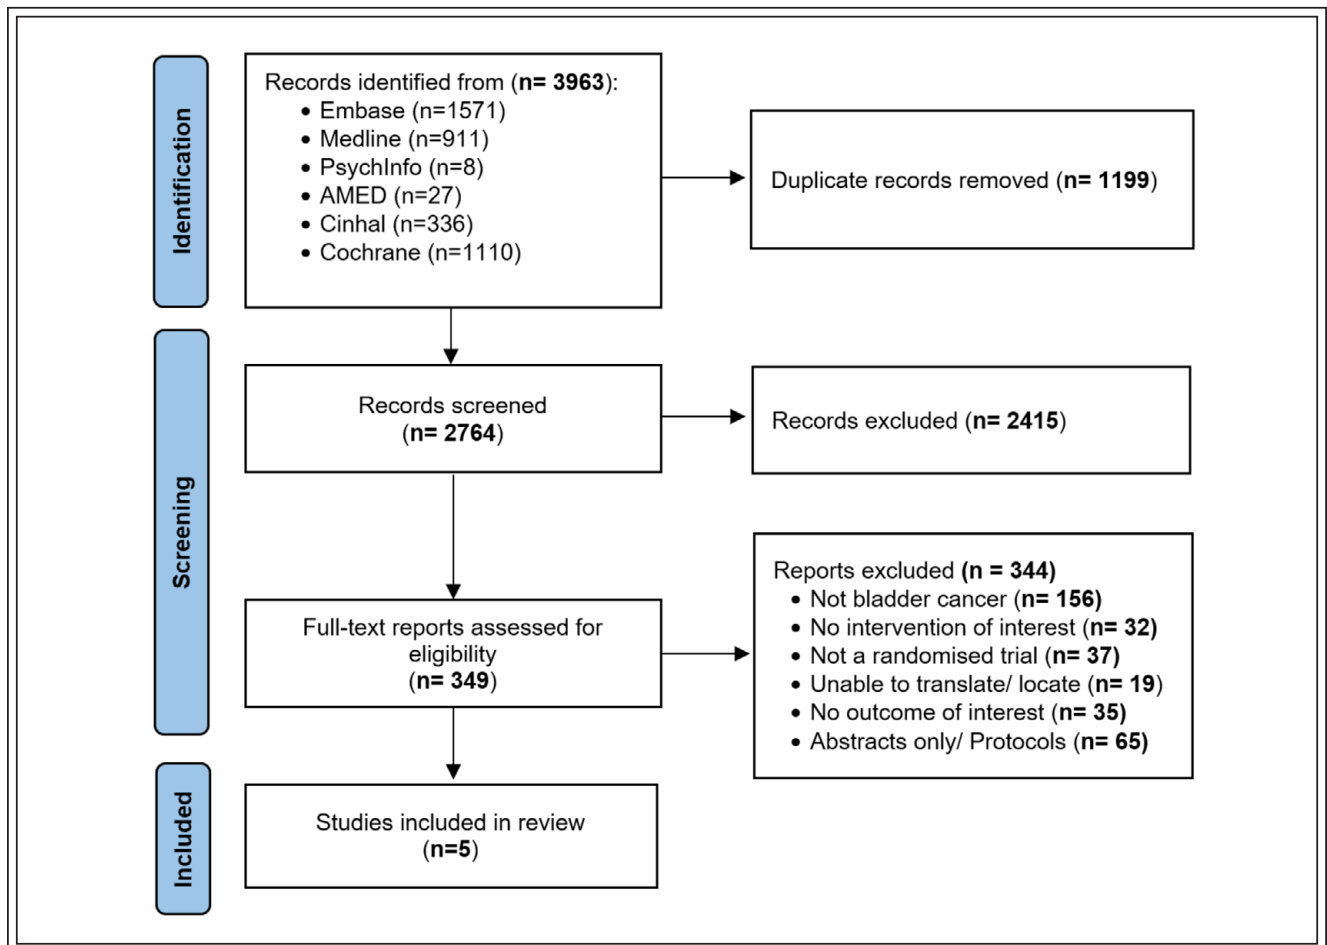 Identification
Records identified from (n= 3963):
• Embase (n=1571)
• Medline (n=911)
• PsychInfo (n=8)
• AMED (n=27)
• Cinhal (n=336)
• Cochrane (n=1110)
Duplicate records removed (n= 1199)
Screening
Records screened
(n= 2764)
Records excluded (n= 2415)
Full-text reports assessed for
eligibility
(n= 349)
Reports excluded (n = 344)
• Not bladder cancer (n= 156)
• No intervention of interest (n= 32)
• Not a randomised trial (n= 37)
• Unable to translate/ locate (n= 19)
• No outcome of interest (n= 35)
• Abstracts only/ Protocols (n= 65)
Included
Studies included in review
(n=5)